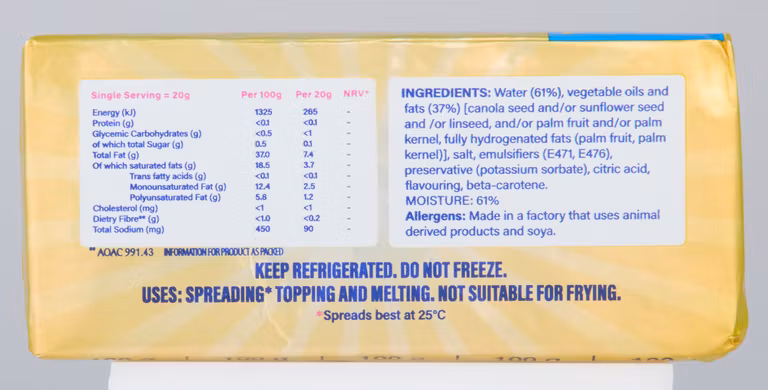 Single Serving = 20g Per 100g Per 20g NRV*
Energy (kJ) 1325 265 -
Protein (g) <0.1 <0.1 -
Glycemic Carbohydrates (g) <0.5 <1 -
of which total Sugar (g) 0.5 0.1 -
Total Fat (g) 37.0 7.4 -
Of which saturated fats (g) 18.5 3.7 -
Trans fatty acids (g) <0.1 <0.1 -
Monounsaturated Fat (g) 12.4 2.5 -
Polyunsaturated Fat (g) 5.8 1.2 -
Cholesterol (mg) <1 <1 -
Dietry Fibre** (g) <1.0 <0.2 -
Total Sodium (mg) 450 90 -
** AOAC 991.43 INFORMATION FOR PRODUCT AS PACKED
INGREDIENTS: Water (61%), vegetable oils and
fats (37%) [canola seed and/or sunflower seed
and /or linseed, and/or palm fruit and/or palm
kernel, fully hydrogenated fats (palm fruit, palm
kernel)], salt, emulsifiers (E471, E476),
preservative (potassium sorbate), citric acid,
flavouring, beta-carotene.
MOISTURE: 61%
Allergens: Made in a factory that uses animal
derived products and soya.
KEEP REFRIGERATED. DO NOT FREEZE.
USES: SPREADING* TOPPING AND MELTING. NOT SUITABLE FOR FRYING.
*Spreads best at 25°C